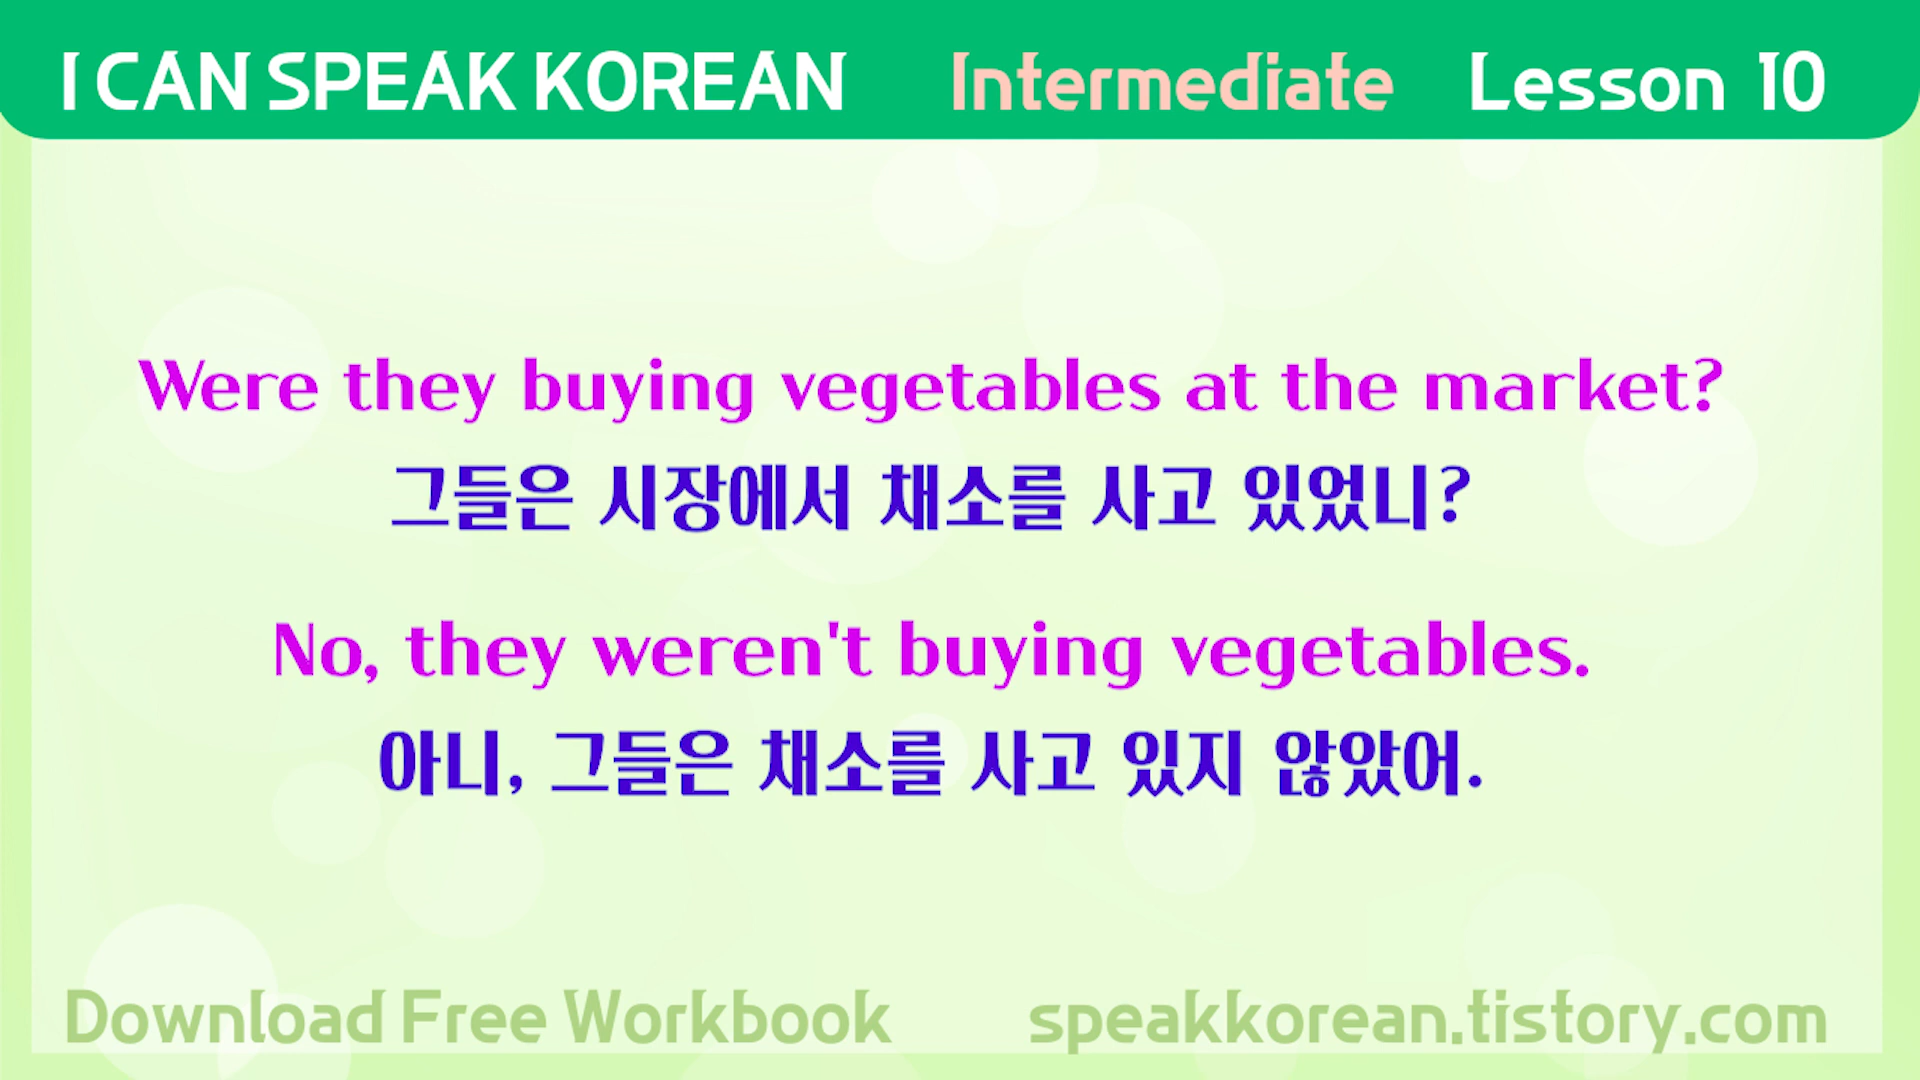 I CAN SPEAK KOREAN Intermediate Lesson 10
Were they buying vegetables at the market?
그들은 시장에서 채소를 사고 있었니?
No, they weren't buying vegetables.
아니, 그들은 채소를 사고 있지 않았어.
Download Free Workbook speakkorean.tistory.com